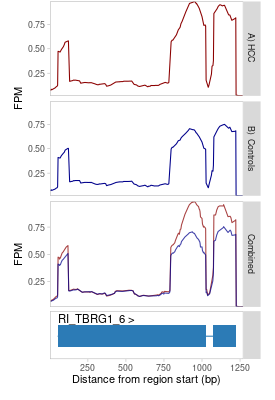 0.75
0.50
0.25
A) HCC
FPM
0.75
0.50
0.25
B): Controls
0.75
0.50
0.25
FPM
Combined
RI_TBRG1_6 >
250 500 750 1000 1250
Distance from region start (bp)